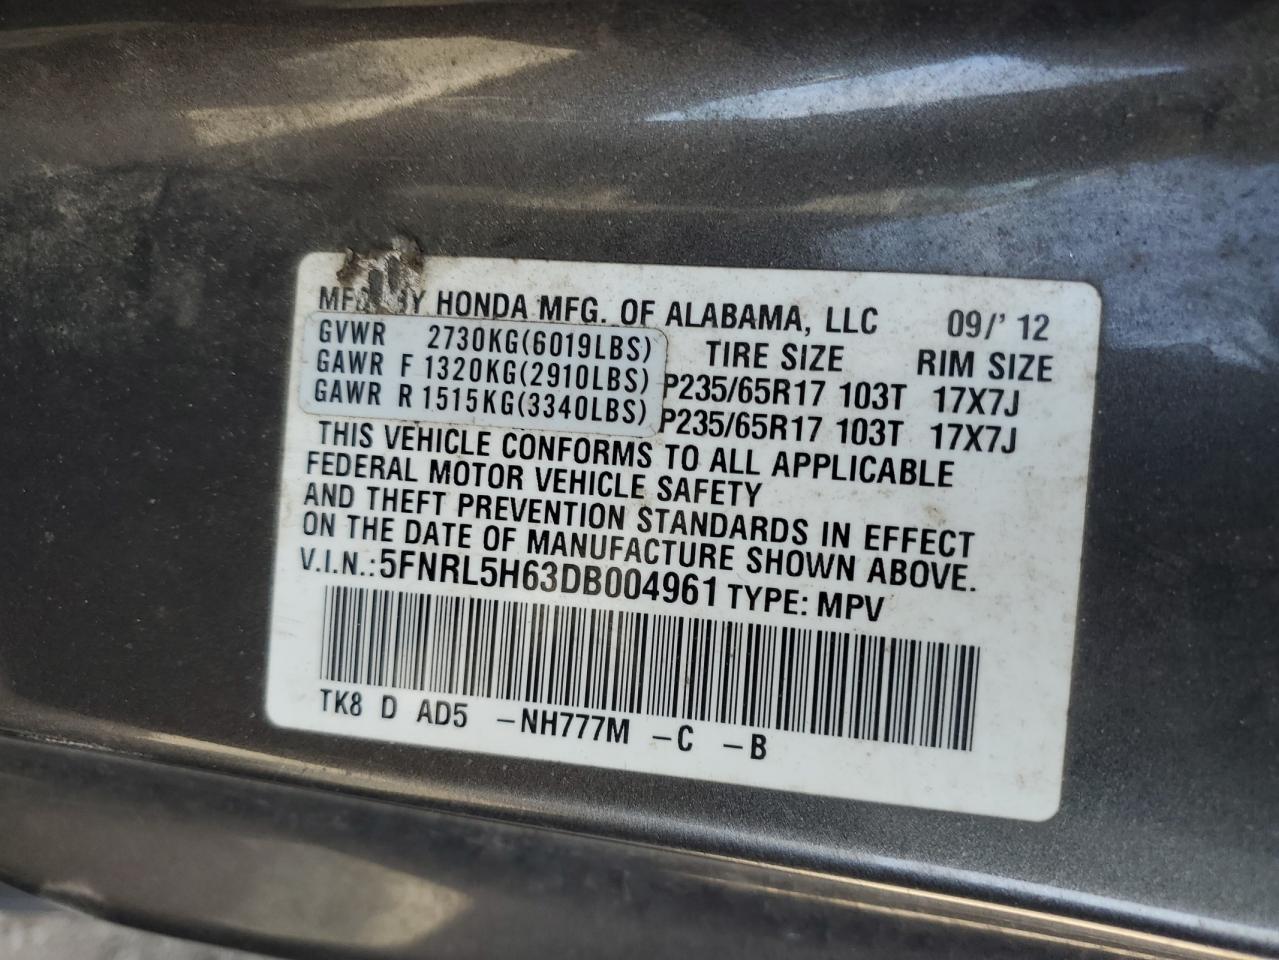 MFD BY HONDA MFG. OF ALABAMA, LLC 09/' 12
GVWR 2730KG(6019LBS) TIRE SIZE RIM SIZE
GAWR F 1320KG(2910LBS) P235/65R17 103T 17X7J
GAWR R 1515KG(3340LBS) P235/65R17 103T 17X7J
THIS VEHICLE CONFORMS TO ALL APPLICABLE
FEDERAL MOTOR VEHICLE SAFETY
AND THEFT PREVENTION STANDARDS IN EFFECT
ON THE DATE OF MANUFACTURE SHOWN ABOVE.
V.I.N.:5FNRL5H63DB004961 TYPE: MPV
TK8 D AD5 -NH777M -C -B